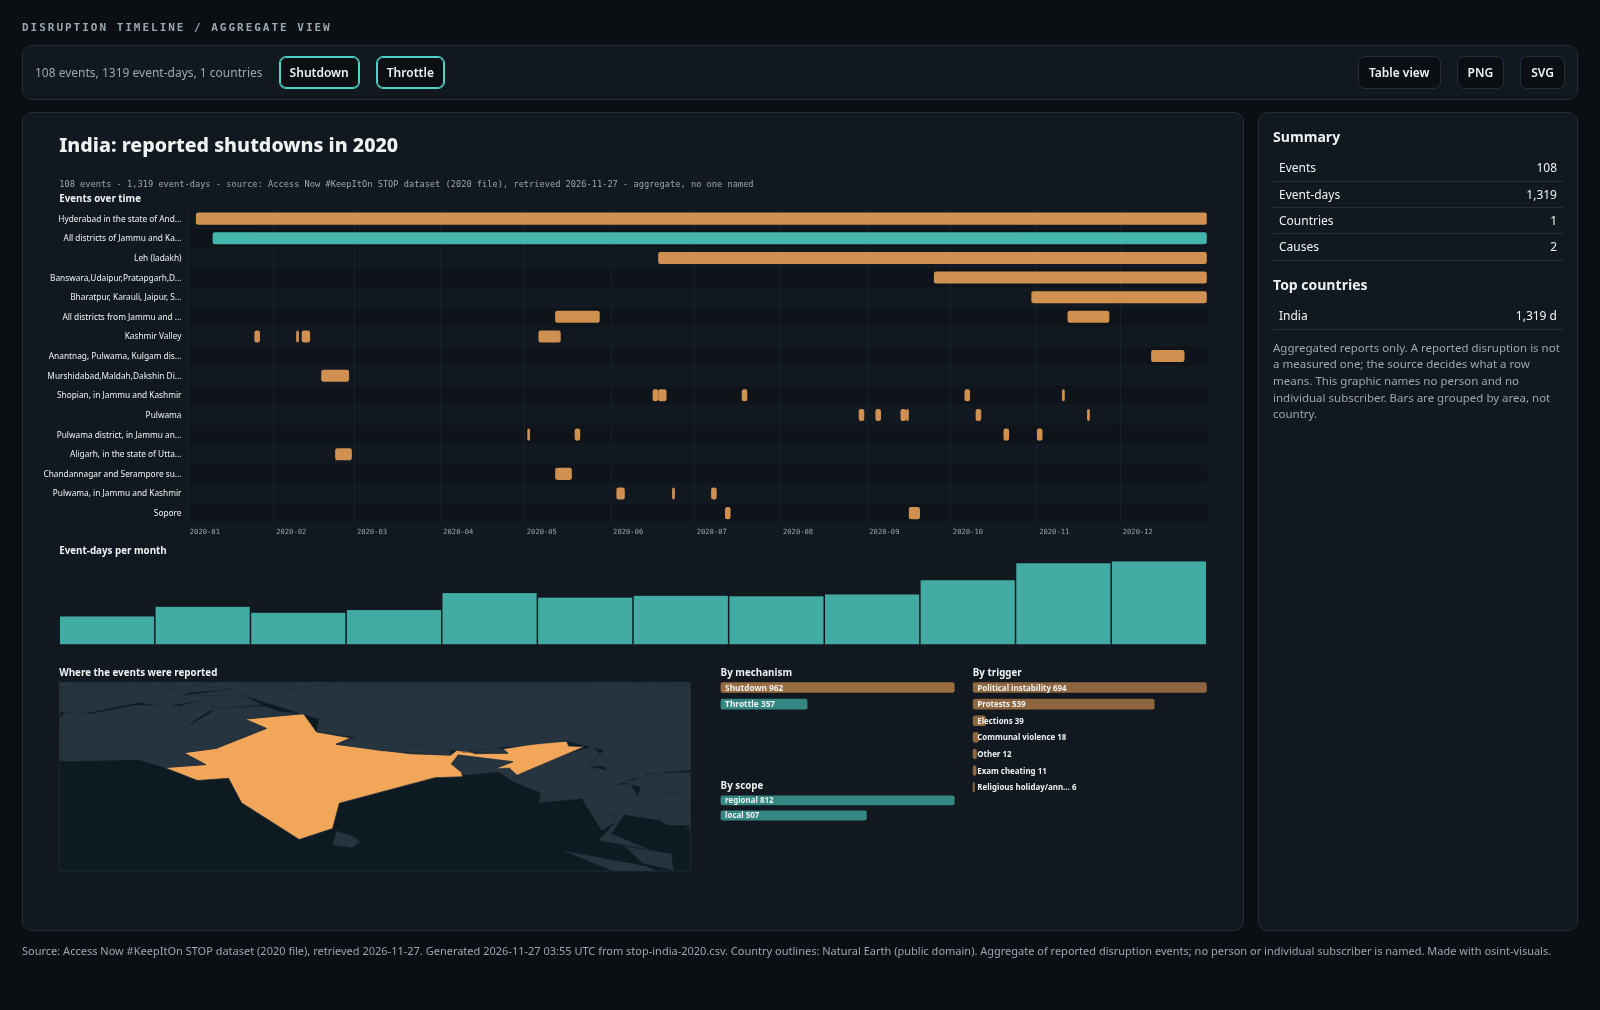 DISRUPTION TIMELINE / AGGREGATE VIEW
108 events, 1319 event-days, 1 countries
Shutdown
Throttle
Table view
PNG
SVG
India: reported shutdowns in 2020
108 events - 1,319 event-days - source: Access Now #KeepItOn STOP dataset (2020 file), retrieved 2026-11-27 - aggregate, no one named
Events over time
Hyderabad in the state of And...
All districts of Jammu and Ka...
Leh (ladakh)
Banswara,Udaipur,Pratapgarh,D...
Bharatpur, Karauli, Jaipur, S...
All districts from Jammu and ...
Kashmir Valley
Anantnag, Pulwama, Kulgam dis...
Murshidabad,Maldah,Dakshin Di...
Shopian, in Jammu and Kashmir
Pulwama
Pulwama district, in Jammu an...
Aligarh, in the state of Utta...
Chandannagar and Serampore su...
Pulwama, in Jammu and Kashmir
Sopore
2020-01 2020-02 2020-03 2020-04 2020-05 2020-06 2020-07 2020-08 2020-09 2020-10 2020-11 2020-12
Event-days per month
Where the events were reported
By mechanism
Shutdown 962
Throttle 357
By scope
regional 812
local 507
By trigger
Political instability 694
Protests 539
Elections 39
Communal violence 18
Other 12
Exam cheating 11
Religious holiday/ann... 6
Summary
Events 108
Event-days 1,319
Countries 1
Causes 2
Top countries
India 1,319 d
Aggregated reports only. A reported disruption is not
a measured one; the source decides what a row
means. This graphic names no person and no
individual subscriber. Bars are grouped by area, not
country.
Source: Access Now #KeepItOn STOP dataset (2020 file), retrieved 2026-11-27. Generated 2026-11-27 03:55 UTC from stop-india-2020.csv. Country outlines: Natural Earth (public domain). Aggregate of reported disruption events; no person or individual subscriber is named. Made with osint-visuals.